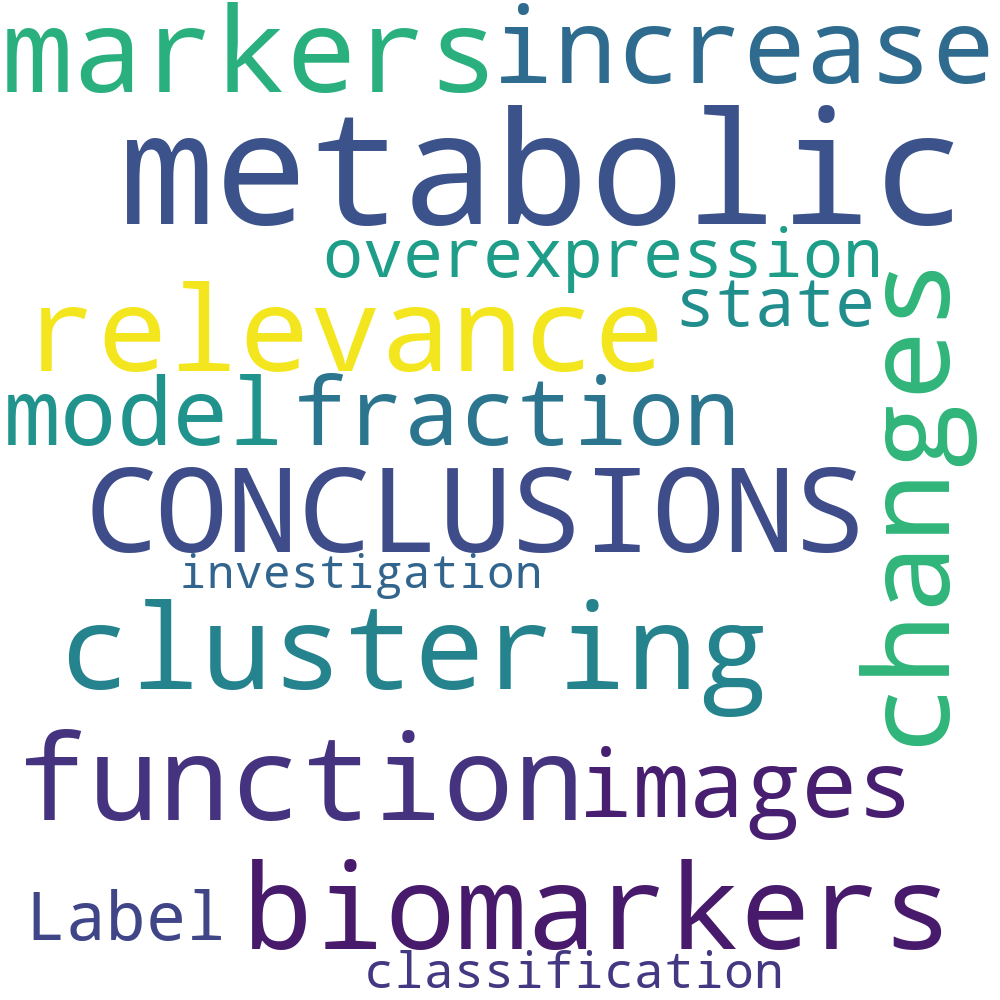 markers increase
metabolic
overexpression
state
relevance
changes
model fraction
CONCLUSIONS
investigation
clustering
function images
biomarkers
Label
classification